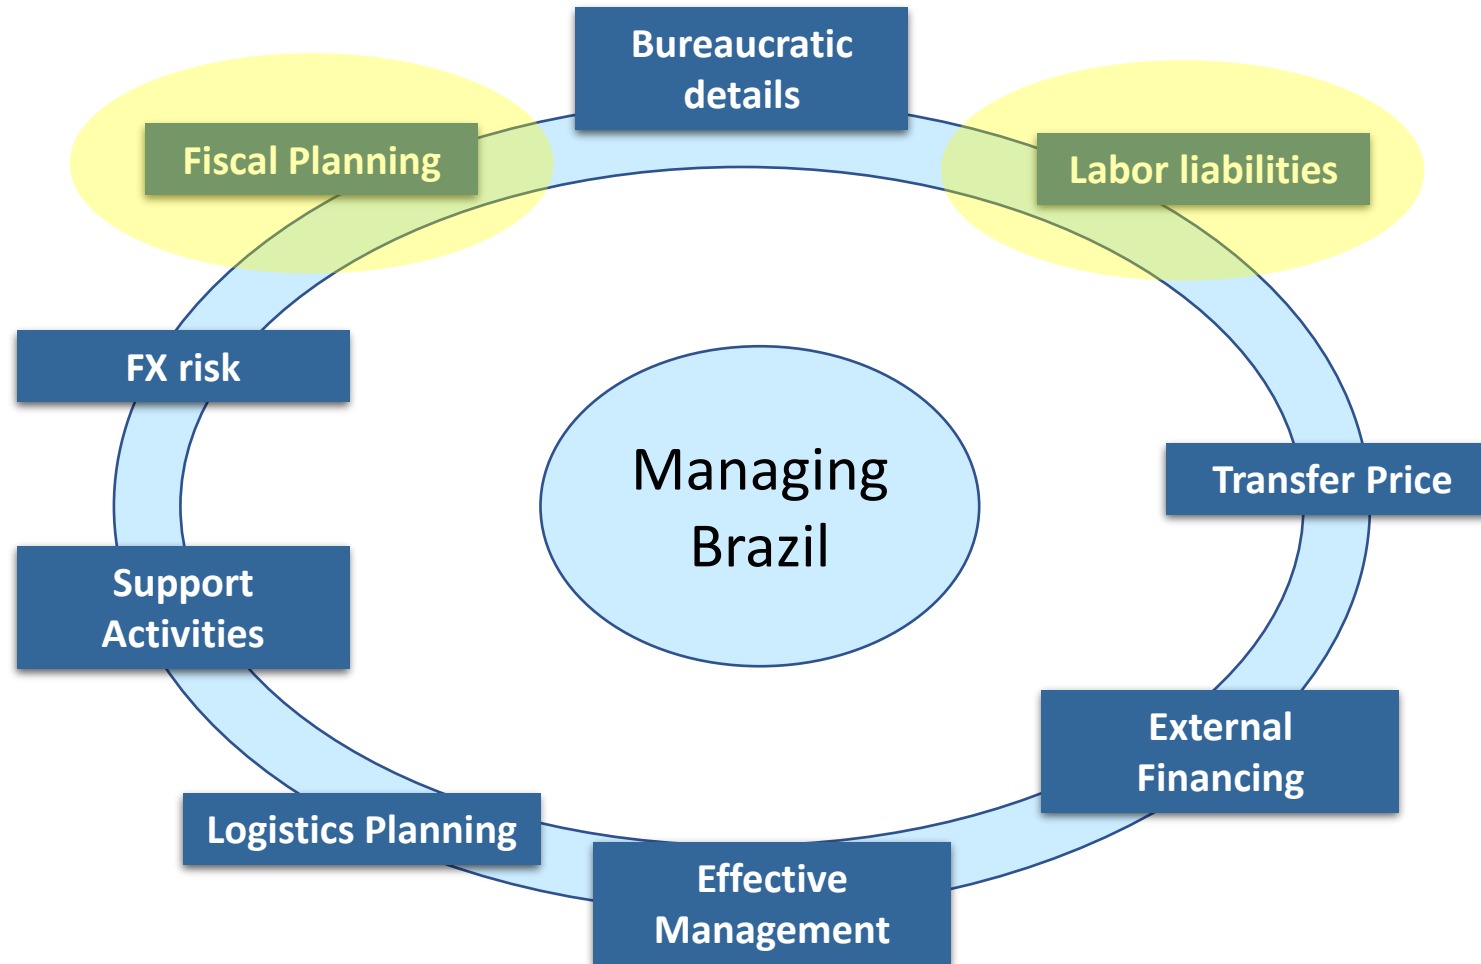 Bureaucratic
details
Fiscal Planning
Labor liabilities
FX risk
Managing
Brazil
Transfer Price
Support
Activities
External
Financing
Logistics Planning
Effective
Management